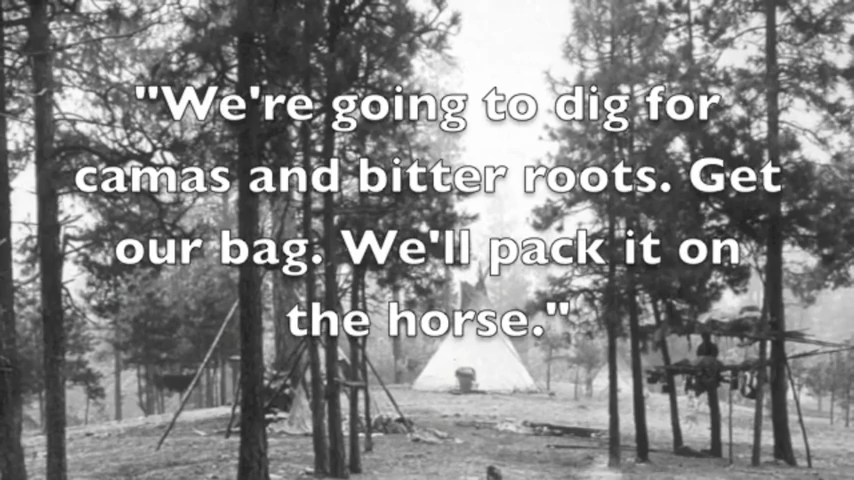 "We're going to dig for
camas and bitter roots. Get
our bag. We'll pack it on
the horse."